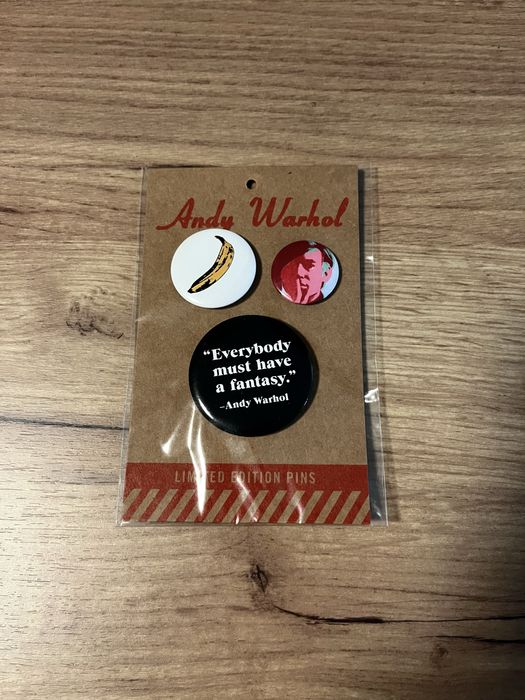 Andy Warhol
“Everybody
must have
a fantasy.”
–Andy Warhol
LIMITED EDITION PINS